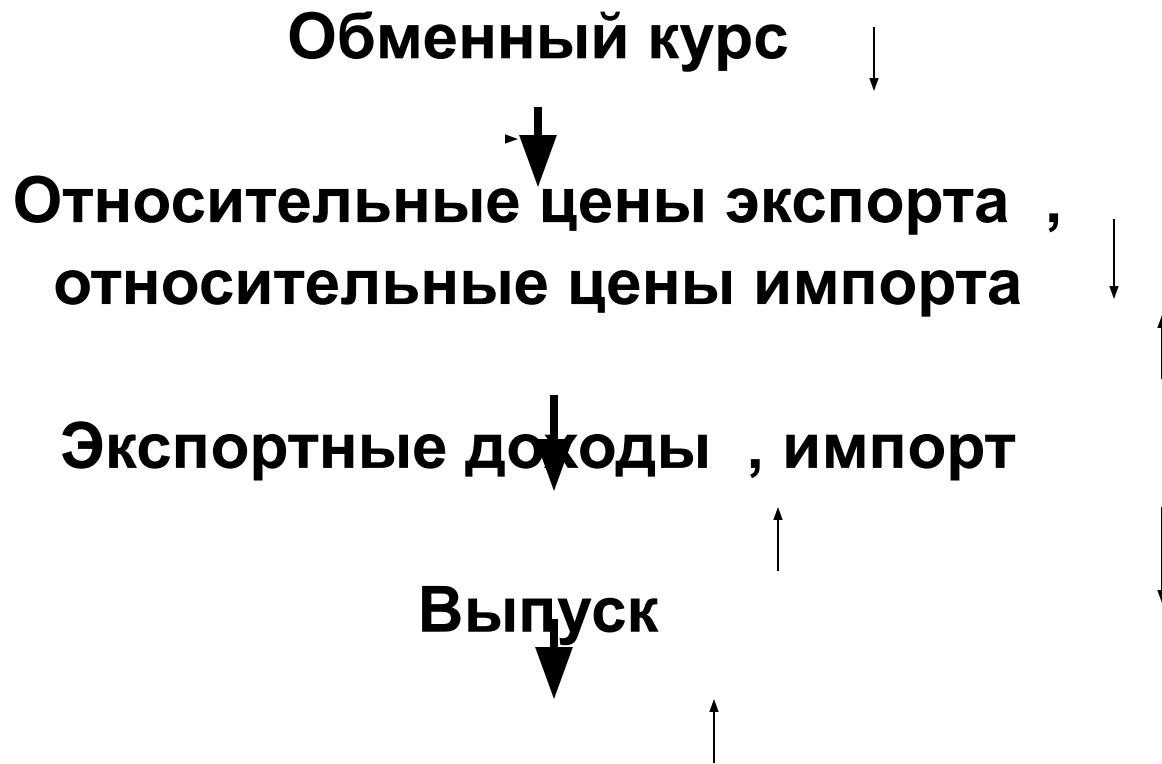 Обменный курс
Относительные цены экспорта ,
относительные цены импорта
Экспортные доходы , импорт
Выпуск